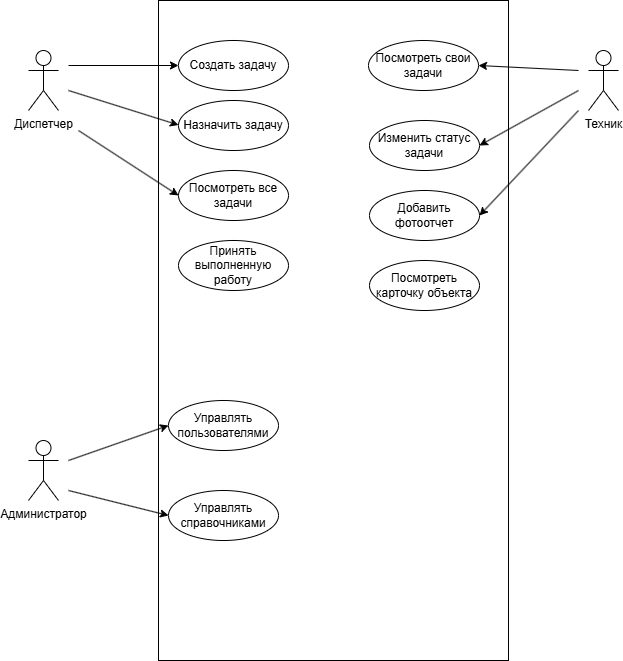 Диспетчер
Создать задачу
Назначить задачу
Посмотреть все
задачи
Принять
выполненную
работу
Посмотреть свои
задачи
Изменить статус
задачи
Добавить
фотоотчет
Посмотреть
карточку объекта
Техник
Администратор
Управлять
пользователями
Управлять
справочниками